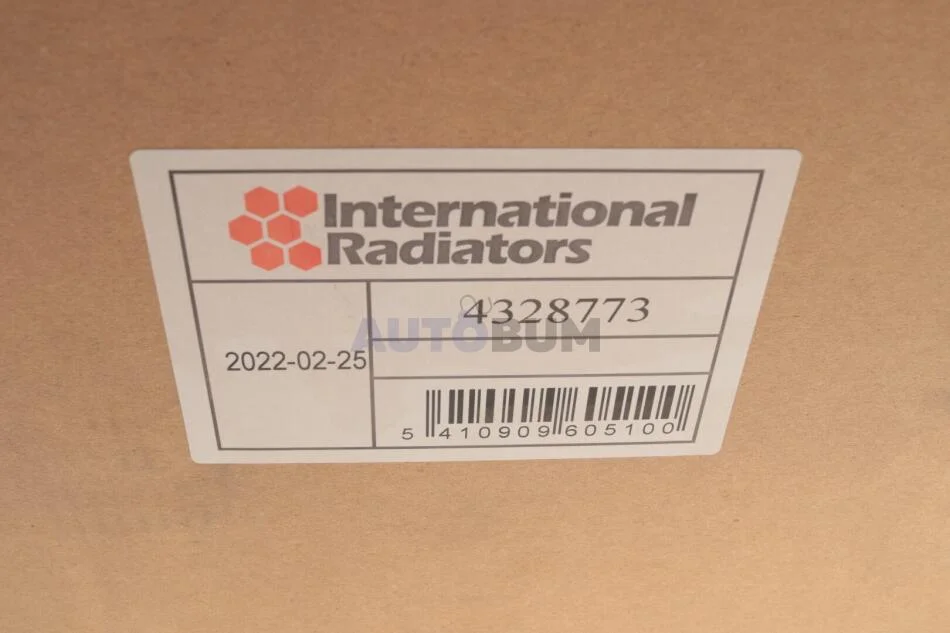 International
Radiators
4328773
AUTOBUM
2022-02-25
5 410909 605100